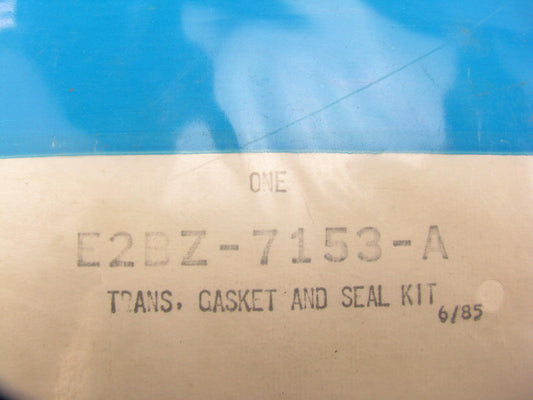 ONE
E2BZ-7153-A
TRANS. GASKET AND SEAL KIT
6/85